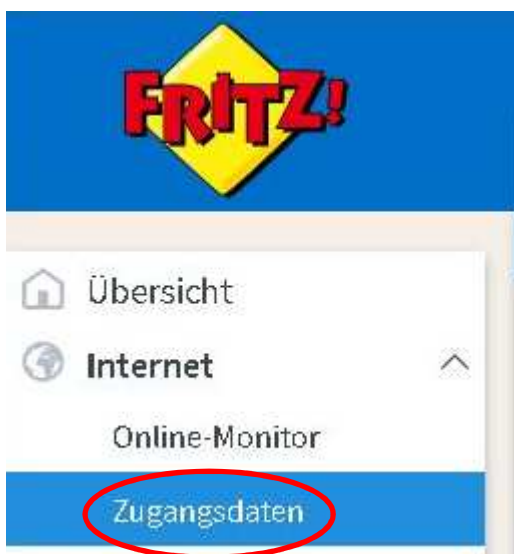 FRITZ!
Übersicht
Internet
Online-Monitor
Zugangsdaten